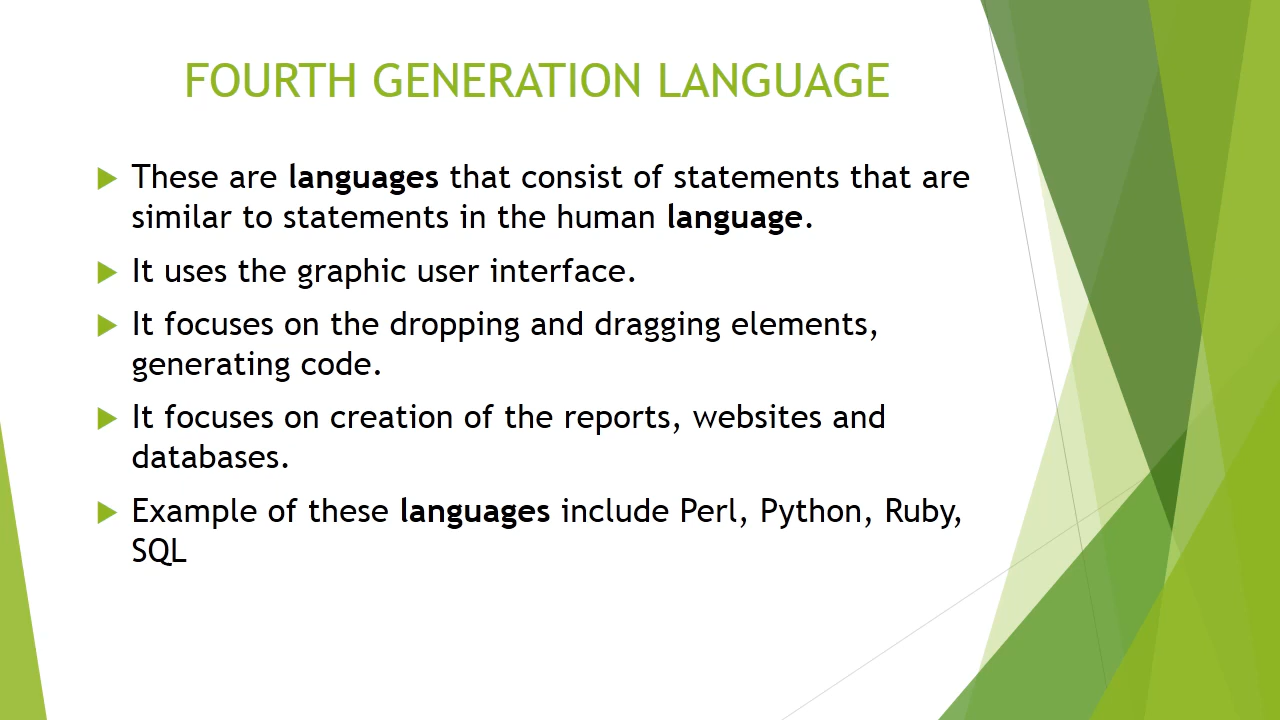 FOURTH GENERATION LANGUAGE
These are languages that consist of statements that are
similar to statements in the human language.
It uses the graphic user interface.
It focuses on the dropping and dragging elements,
generating code.
It focuses on creation of the reports, websites and
databases.
Example of these languages include Perl, Python, Ruby,
SQL